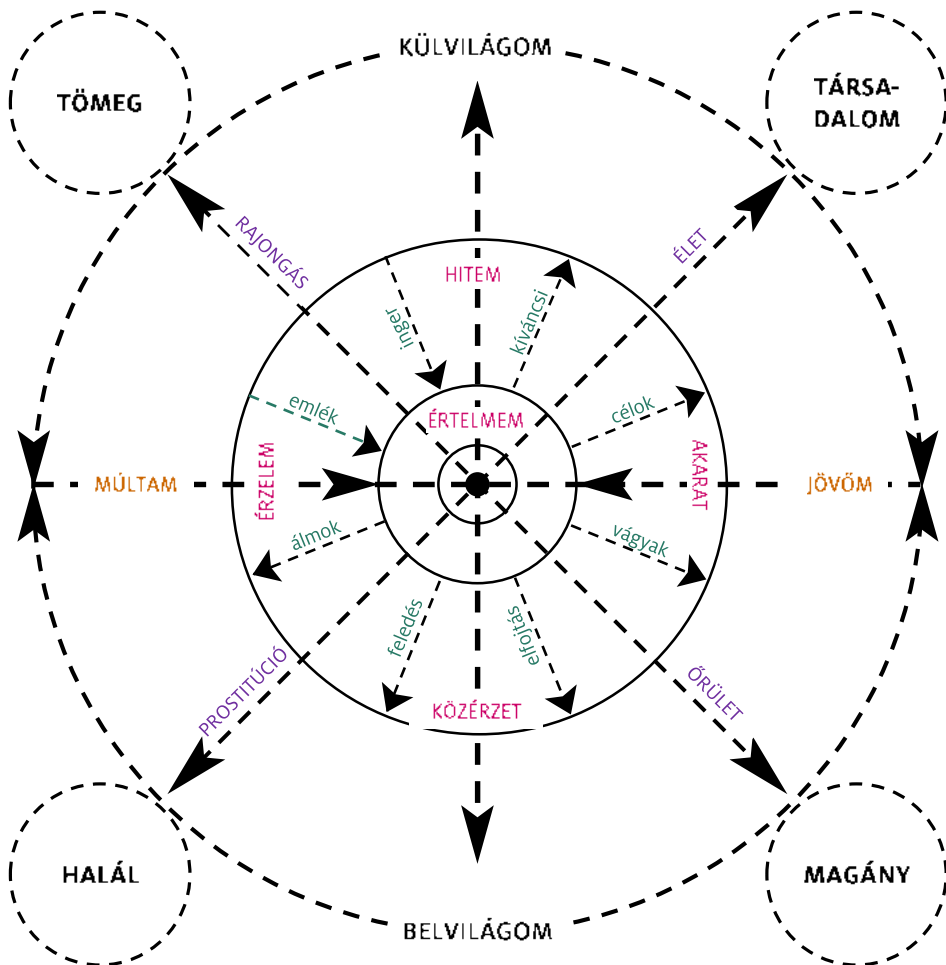 KÜLVILÁGOM
TÖMEG
TÁRSA-
DALOM
RAJONGÁS
ÉLET
HITEM
inger
kíváncsi
emlék
ÉRTELMEM
célok
MÚLTAM
ÉRZELEM
AKARAT
JÖVŐM
álmok
vágyak
feledés
elfojtás
PROSTITÚCIÓ
KÖZÉRZET
ŐRÜLET
HALÁL
MAGÁNY
BELVILÁGOM